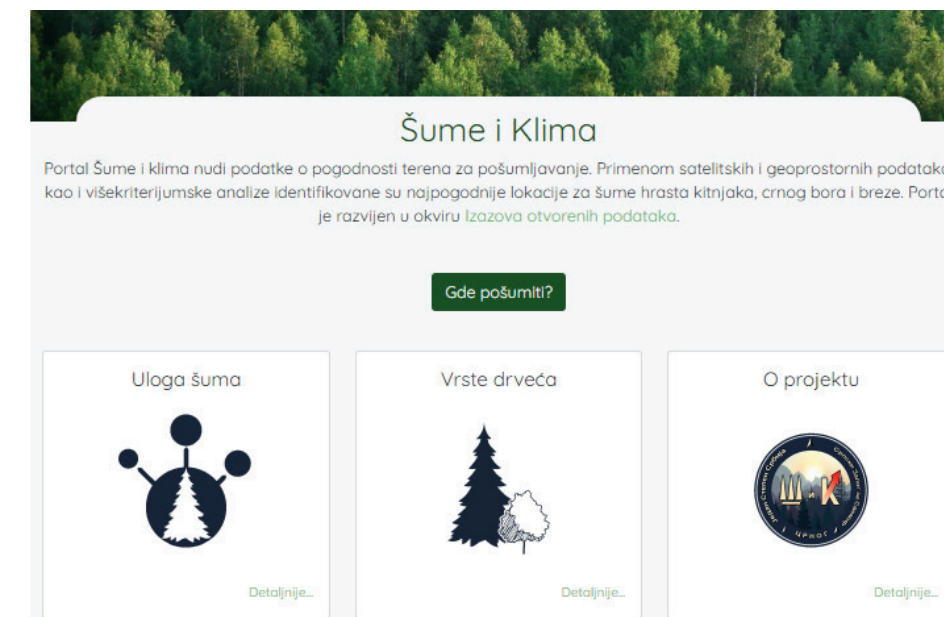 Šume i Klima
Portal Šume i klima nudi podatke o pogodnosti terena za pošumljavanje. Primenom satelitskih i geoprostornih podataka
kao i višekriterijumske analize identifikovane su najpogodnije lokacije za šume hrasta kitnjaka, crnog bora i breze. Porta
je razvijen u okviru Izazova otvorenih podataka.
Gde pošumiti?
Uloga šuma
Vrste drveća
O projektu
Detaljnije...
Detaljnije...
Detaljnije...